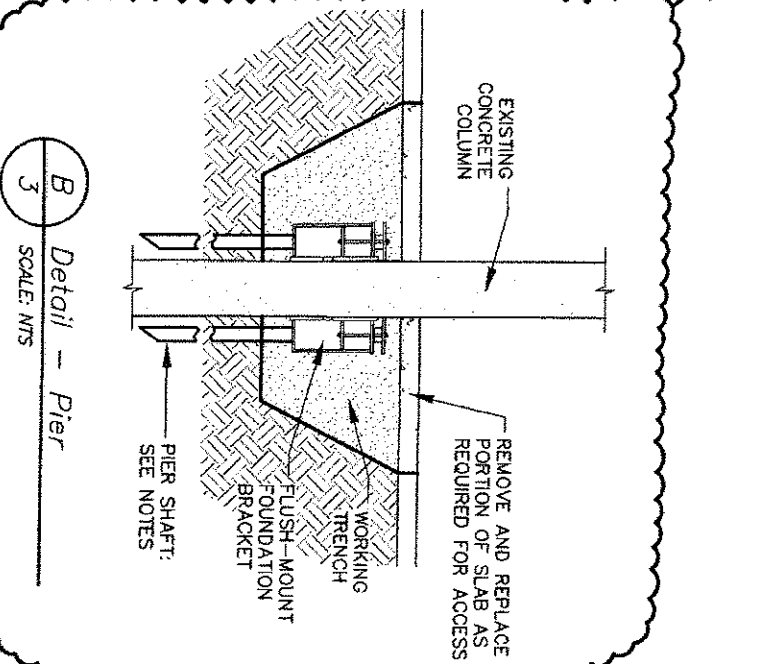 EXISTING
CONCRETE
COLUMN
REMOVE AND REPLACE
PORTION OF SLAB AS
REQUIRED FOR ACCESS
WORKING
TRENCH
FLUSH-MOUNT
FOUNDATION
BRACKET
PIER SHAFT:
SEE NOTES
B
3
Detail - Pier
SCALE: NTS